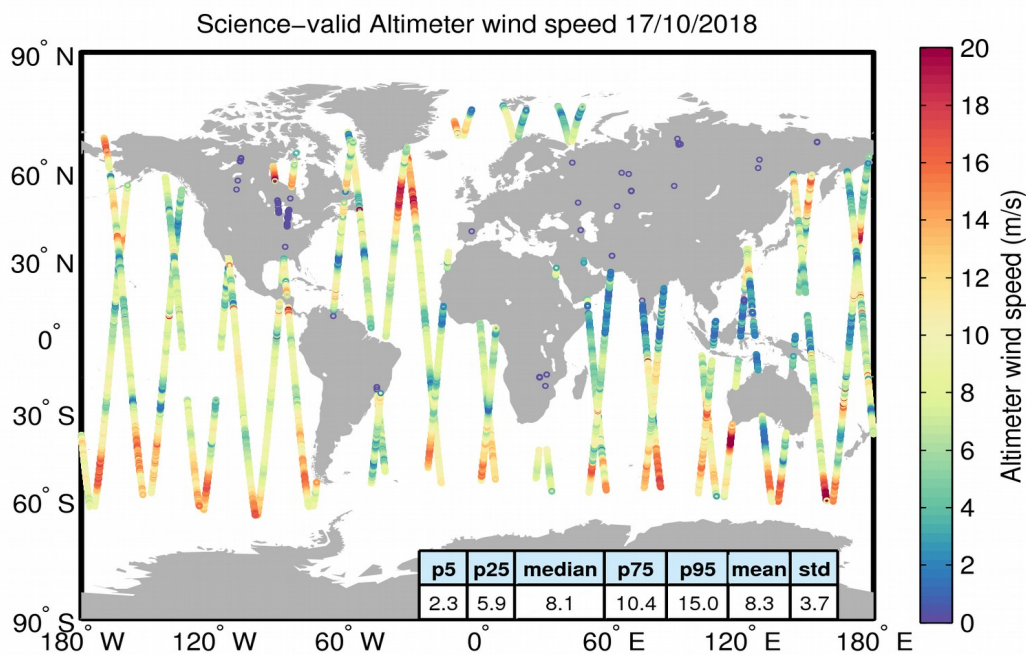 Science-valid Altimeter wind speed 17/10/2018
90° N
60° N
30° N
0°
30° S
60° S
90° S
180° W
120° W
60° W
0°
60° E
120° E
180° E
p5 p25 median p75 p95 mean std
2.3 5.9 8.1 10.4 15.0 8.3 3.7
20
18
16
14
12
10
8
6
4
2
0
Altimeter wind speed (m/s)